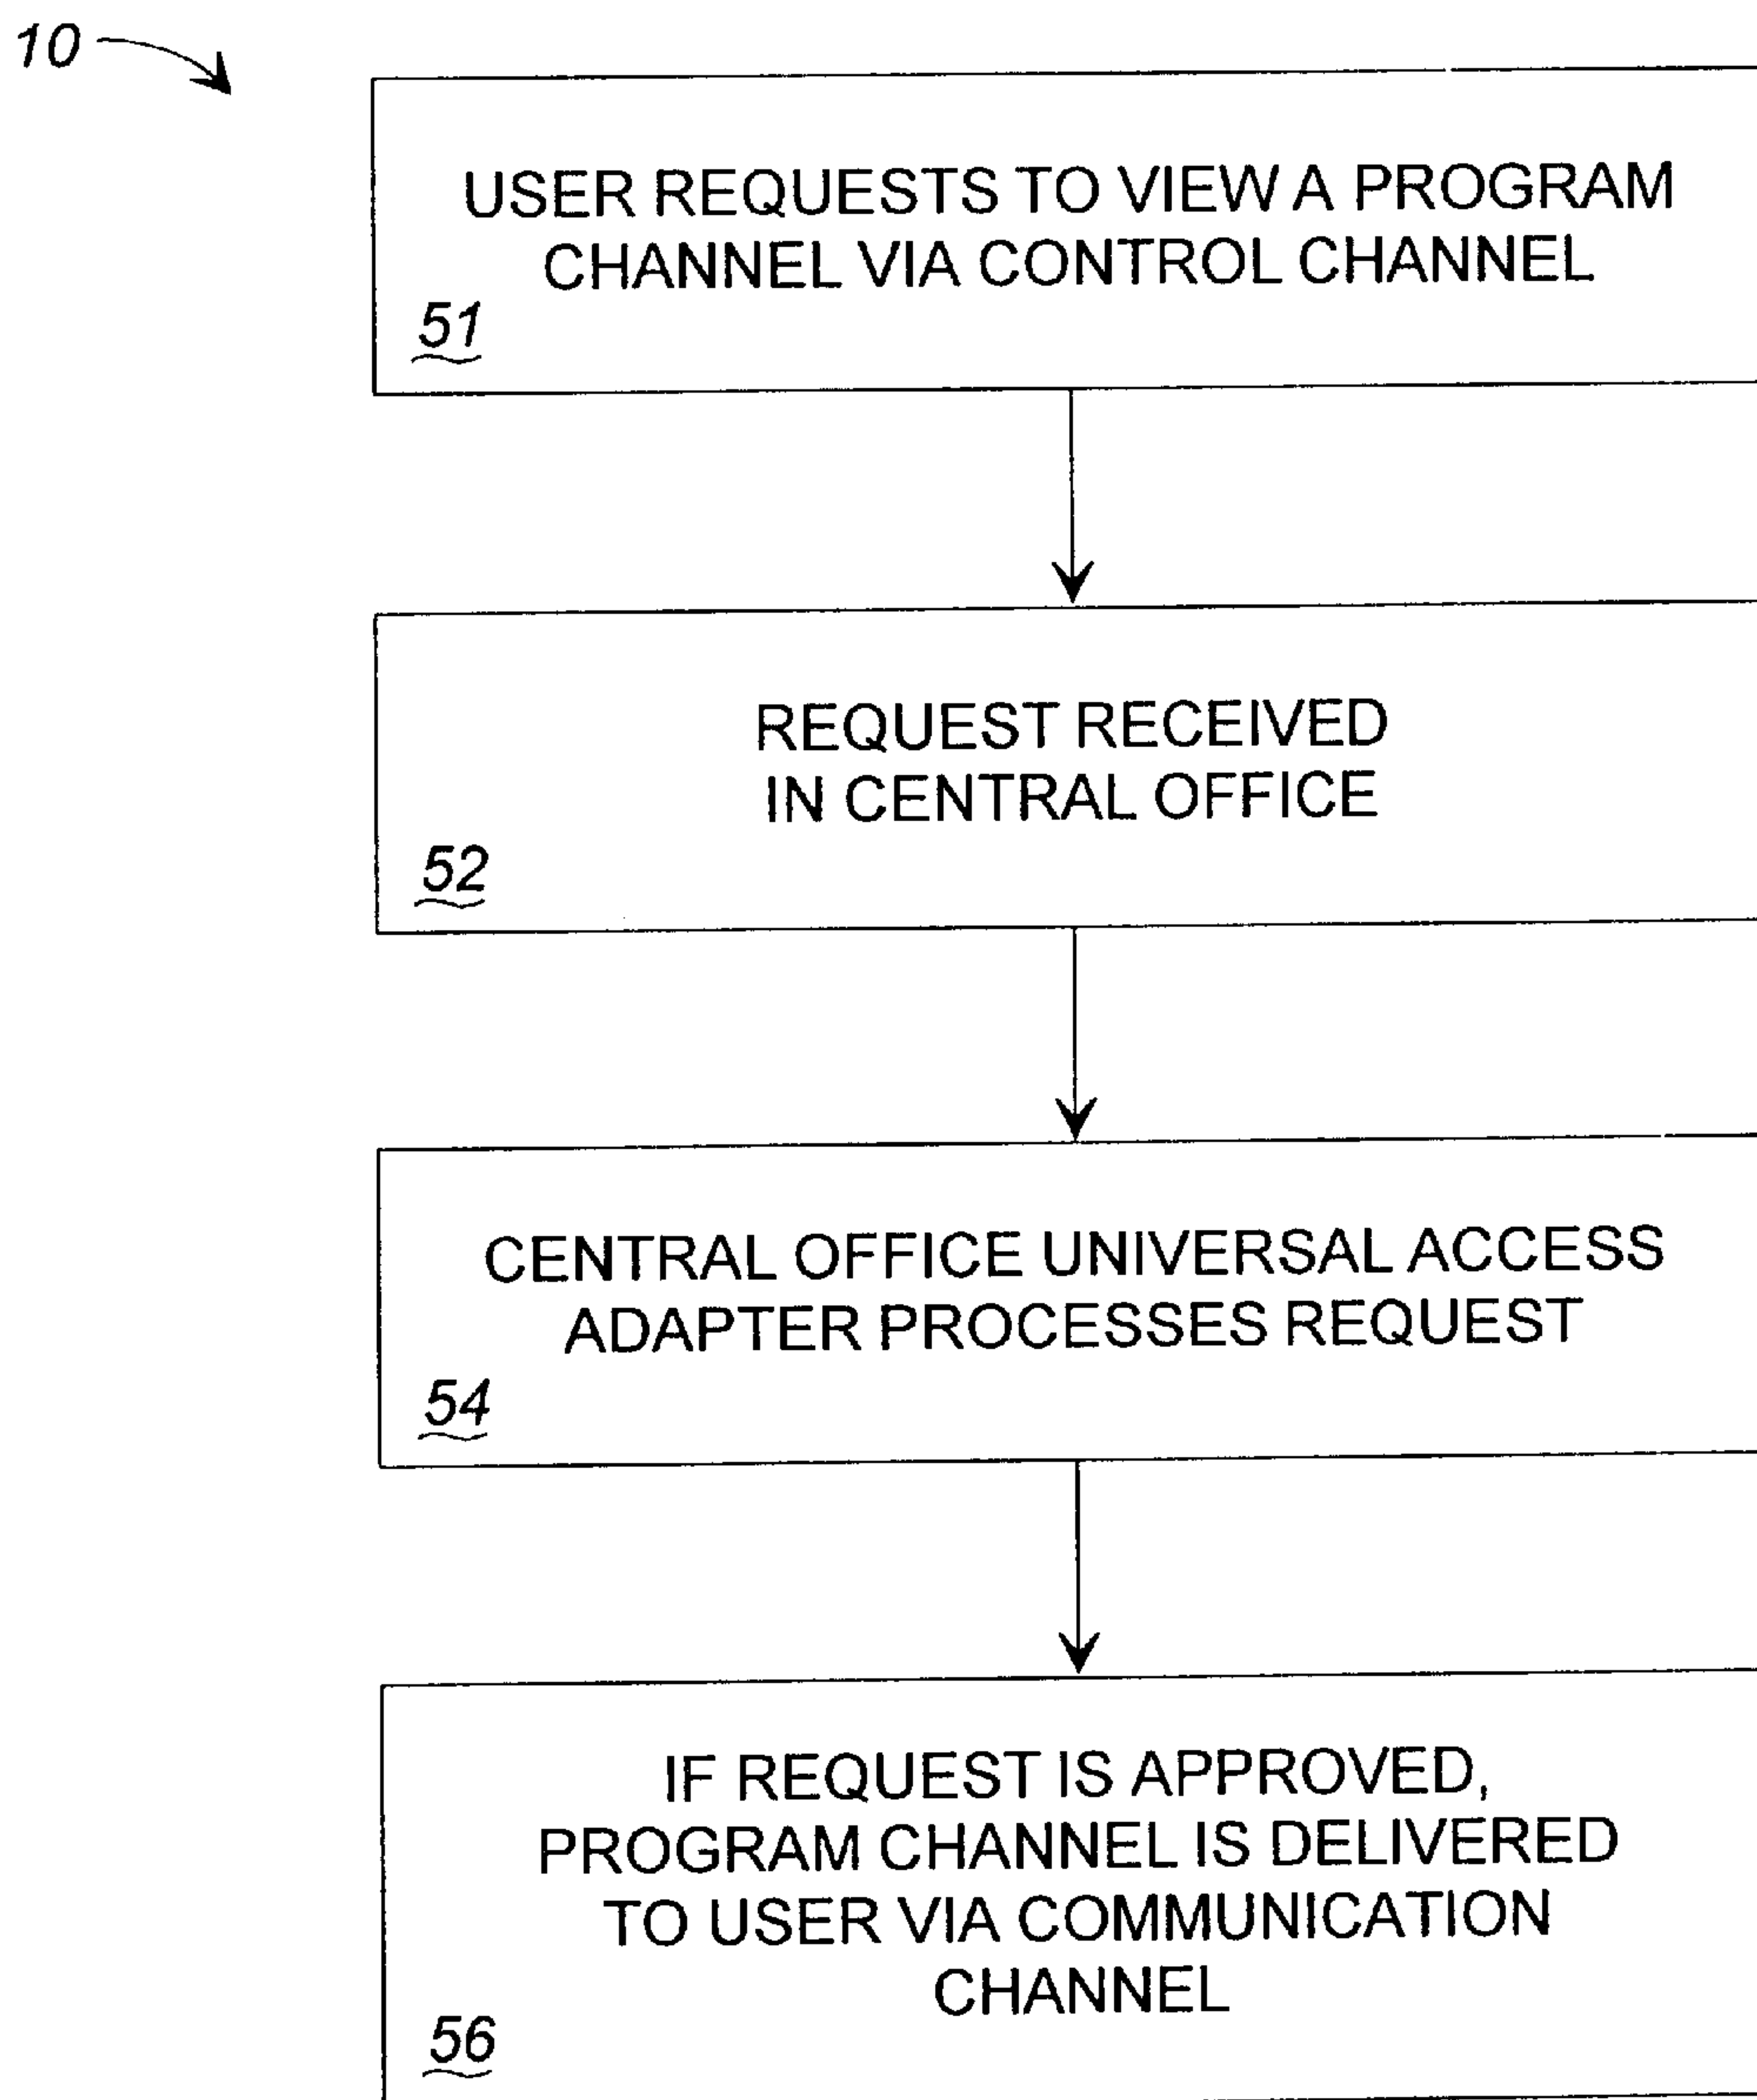 10
USER REQUESTS TO VIEW A PROGRAM
CHANNEL VIA CONTROL CHANNEL
51
REQUEST RECEIVED
IN CENTRAL OFFICE
52
CENTRAL OFFICE UNIVERSAL ACCESS
ADAPTER PROCESSES REQUEST
54
IF REQUEST IS APPROVED,
PROGRAM CHANNEL IS DELIVERED
TO USER VIA COMMUNICATION
CHANNEL
56